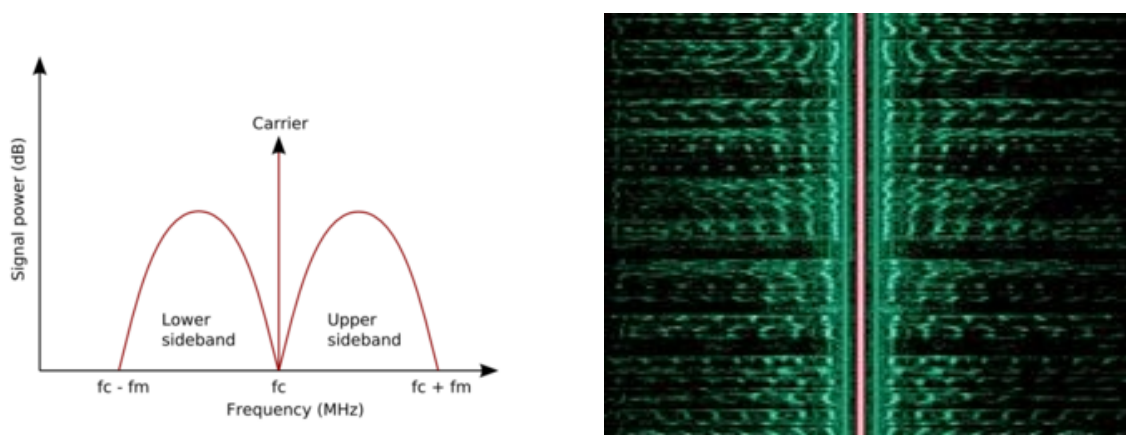 Carrier
Signal power (dB)
Lower
sideband
Upper
sideband
fc - fm
fc
fc + fm
Frequency (MHz)